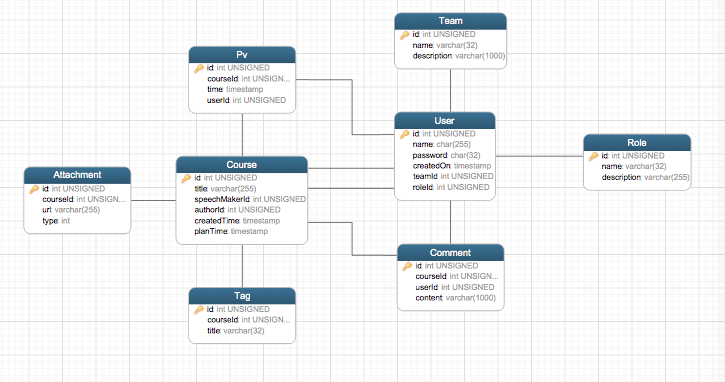 Team
id: int UNSIGNED
name: varchar(32)
description: varchar(1000)
Pv
id: int UNSIGNED
courseId: int UNSIGN...
time: timestamp
userId: int UNSIGNED
User
id: int UNSIGNED
name: char(255)
password: char(32)
createdOn: timestamp
teamId: int UNSIGNED
roleId: int UNSIGNED
Role
id: int UNSIGNED
name: varchar(32)
description: varchar(255)
Course
id: int UNSIGNED
title: varchar(255)
speechMakerId: int UNSIGNED
authorId: int UNSIGNED
createdTime: timestamp
planTime: timestamp
Attachment
id: int UNSIGNED
courseId: int UNSIGN...
url: varchar(255)
type: int
Comment
id: int UNSIGNED
courseId: int UNSIGN...
userId: int UNSIGNED
content: varchar(1000)
Tag
id: int UNSIGNED
courseId: int UNSIGN...
title: varchar(32)